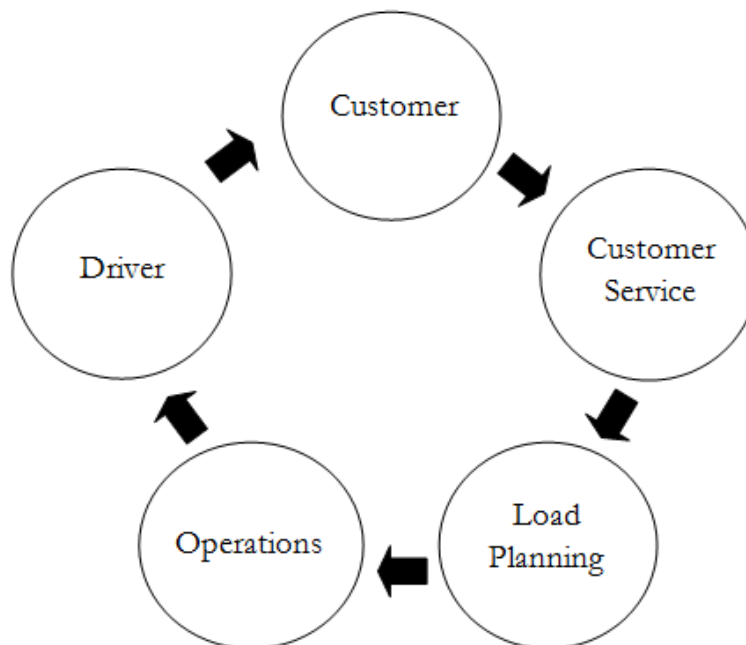 Customer
Customer
Service
Load
Planning
Operations
Driver